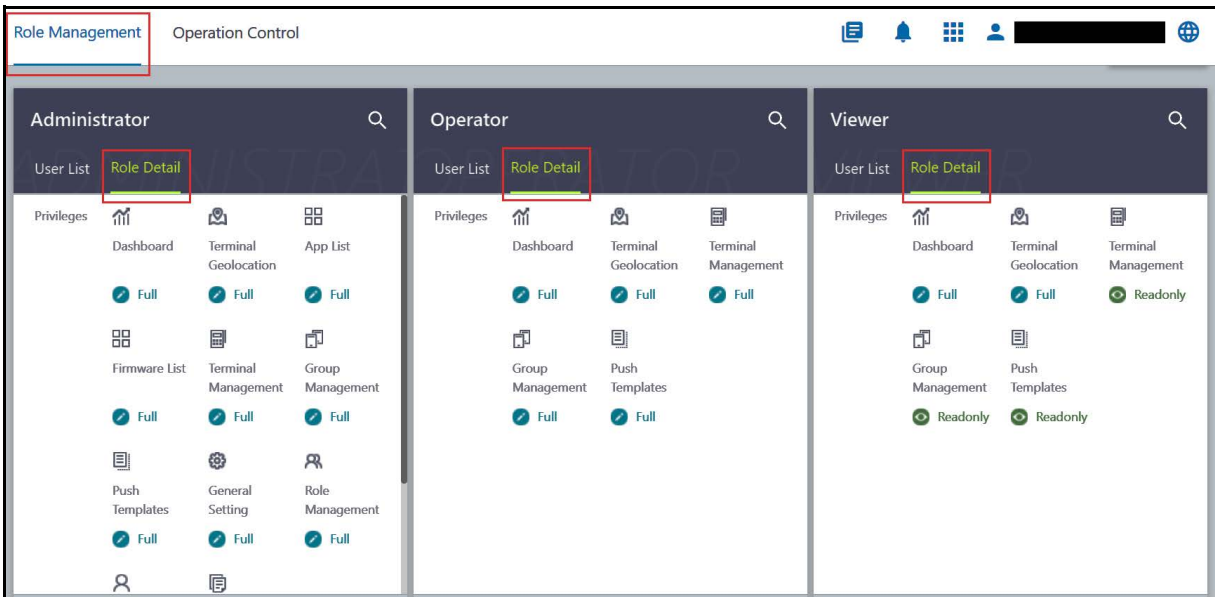 Role Management Operation Control
Administrator
User List Role Detail
Privileges
Dashboard
Terminal
Geolocation
App List
Full
Full
Full
Firmware List
Terminal
Management
Group
Management
Full
Full
Full
Push
Templates
General
Setting
Role
Management
Full
Full
Full
Operator
User List Role Detail
Privileges
Dashboard
Terminal
Geolocation
Terminal
Management
Full
Full
Full
Group
Management
Push
Templates
Full
Full
Viewer
User List Role Detail
Privileges
Dashboard
Terminal
Geolocation
Terminal
Management
Full
Full
Readonly
Group
Management
Push
Templates
Readonly
Readonly